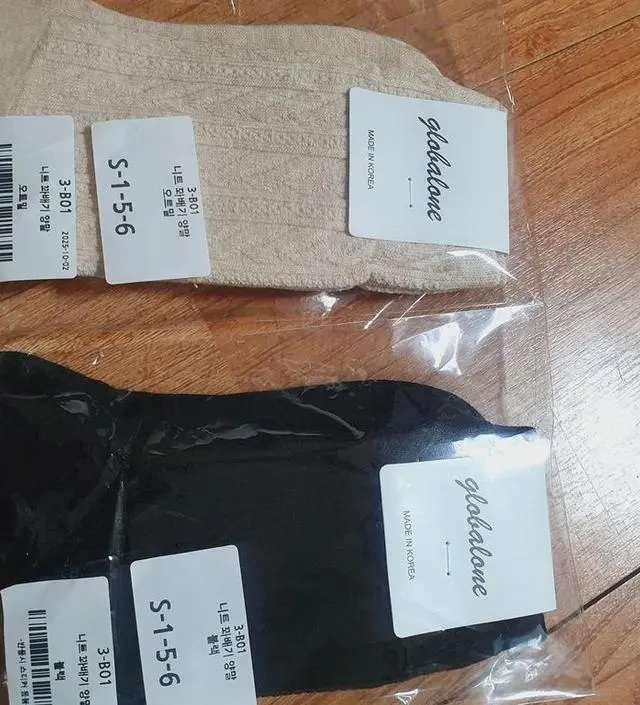 globalone
MADE IN KOREA
3-B01
니트 꽈배기 양말
오트밀
S-1-5-6
3-B01
니트 꽈배기 양말
오트밀
2025-10-02
globalone
MADE IN KOREA
3-B01
니트 꽈배기 양말
블랙
S-1-5-6
3-B01
니트 꽈배기 양말
블랙